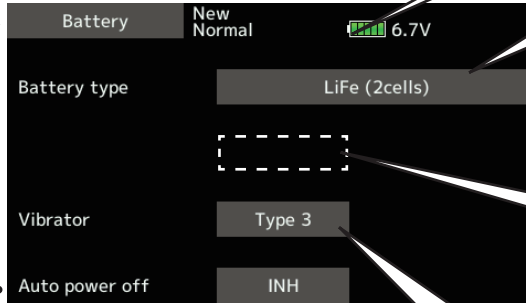 Battery
New
Normal
6.7V
Battery type
LiFe (2cells)
Vibrator
Type 3
Auto power off
INH